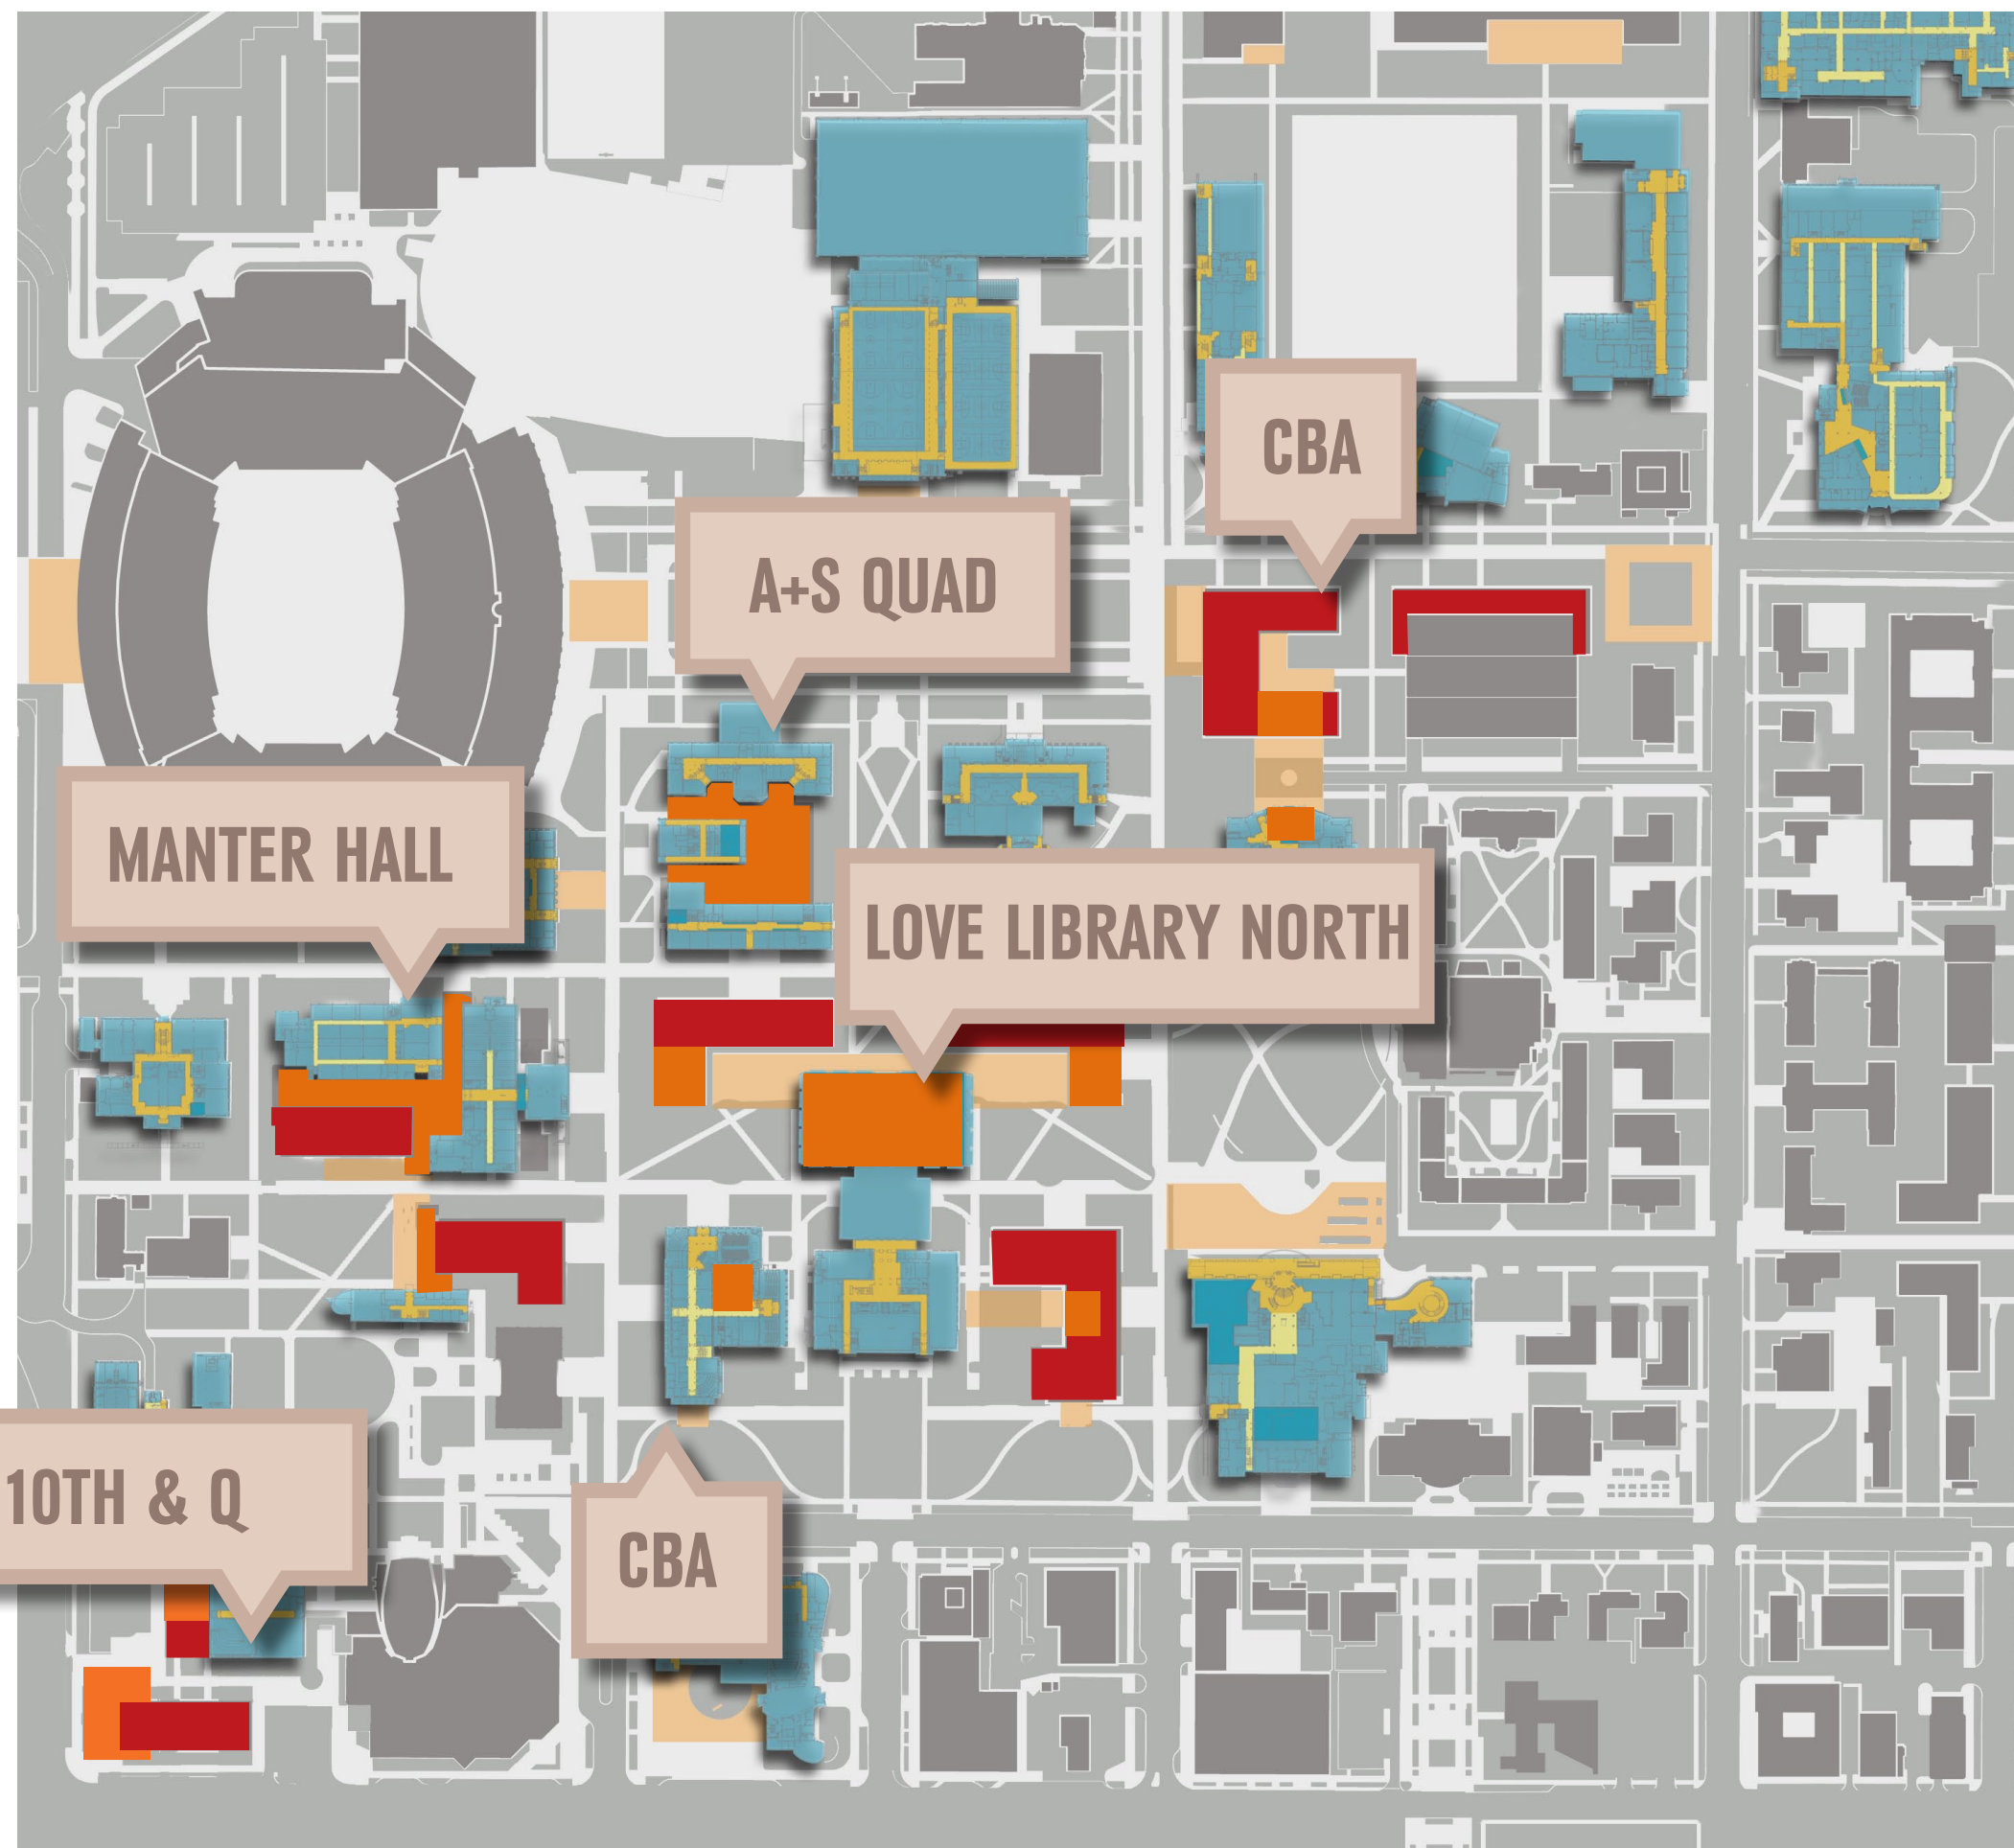 CBA
A+S QUAD
MANTER HALL
LOVE LIBRARY NORTH
10TH & Q
CBA